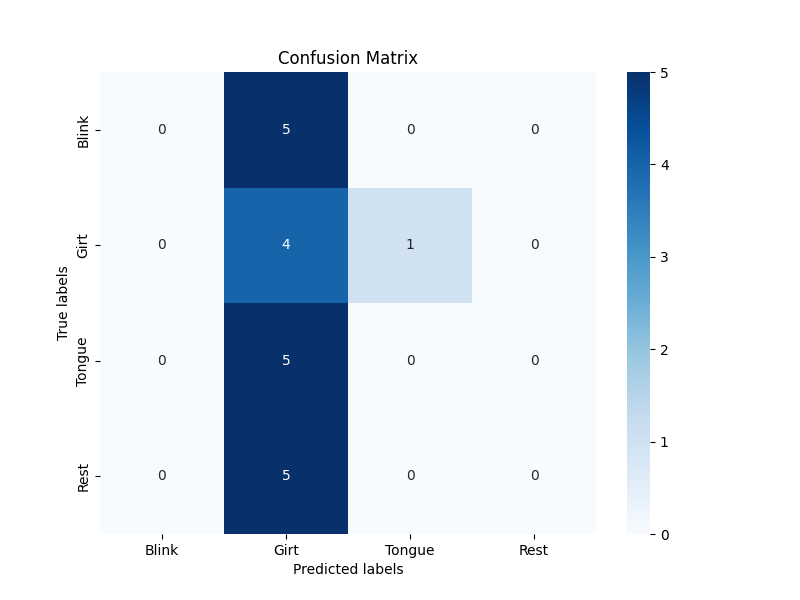 Confusion Matrix
5
Blink 0 5 0 0
4
Girt 0 4 1 0
3
True labels
2
Tongue 0 5 0 0
1
Rest 0 5 0 0
0
Blink Girt Tongue Rest
Predicted labels